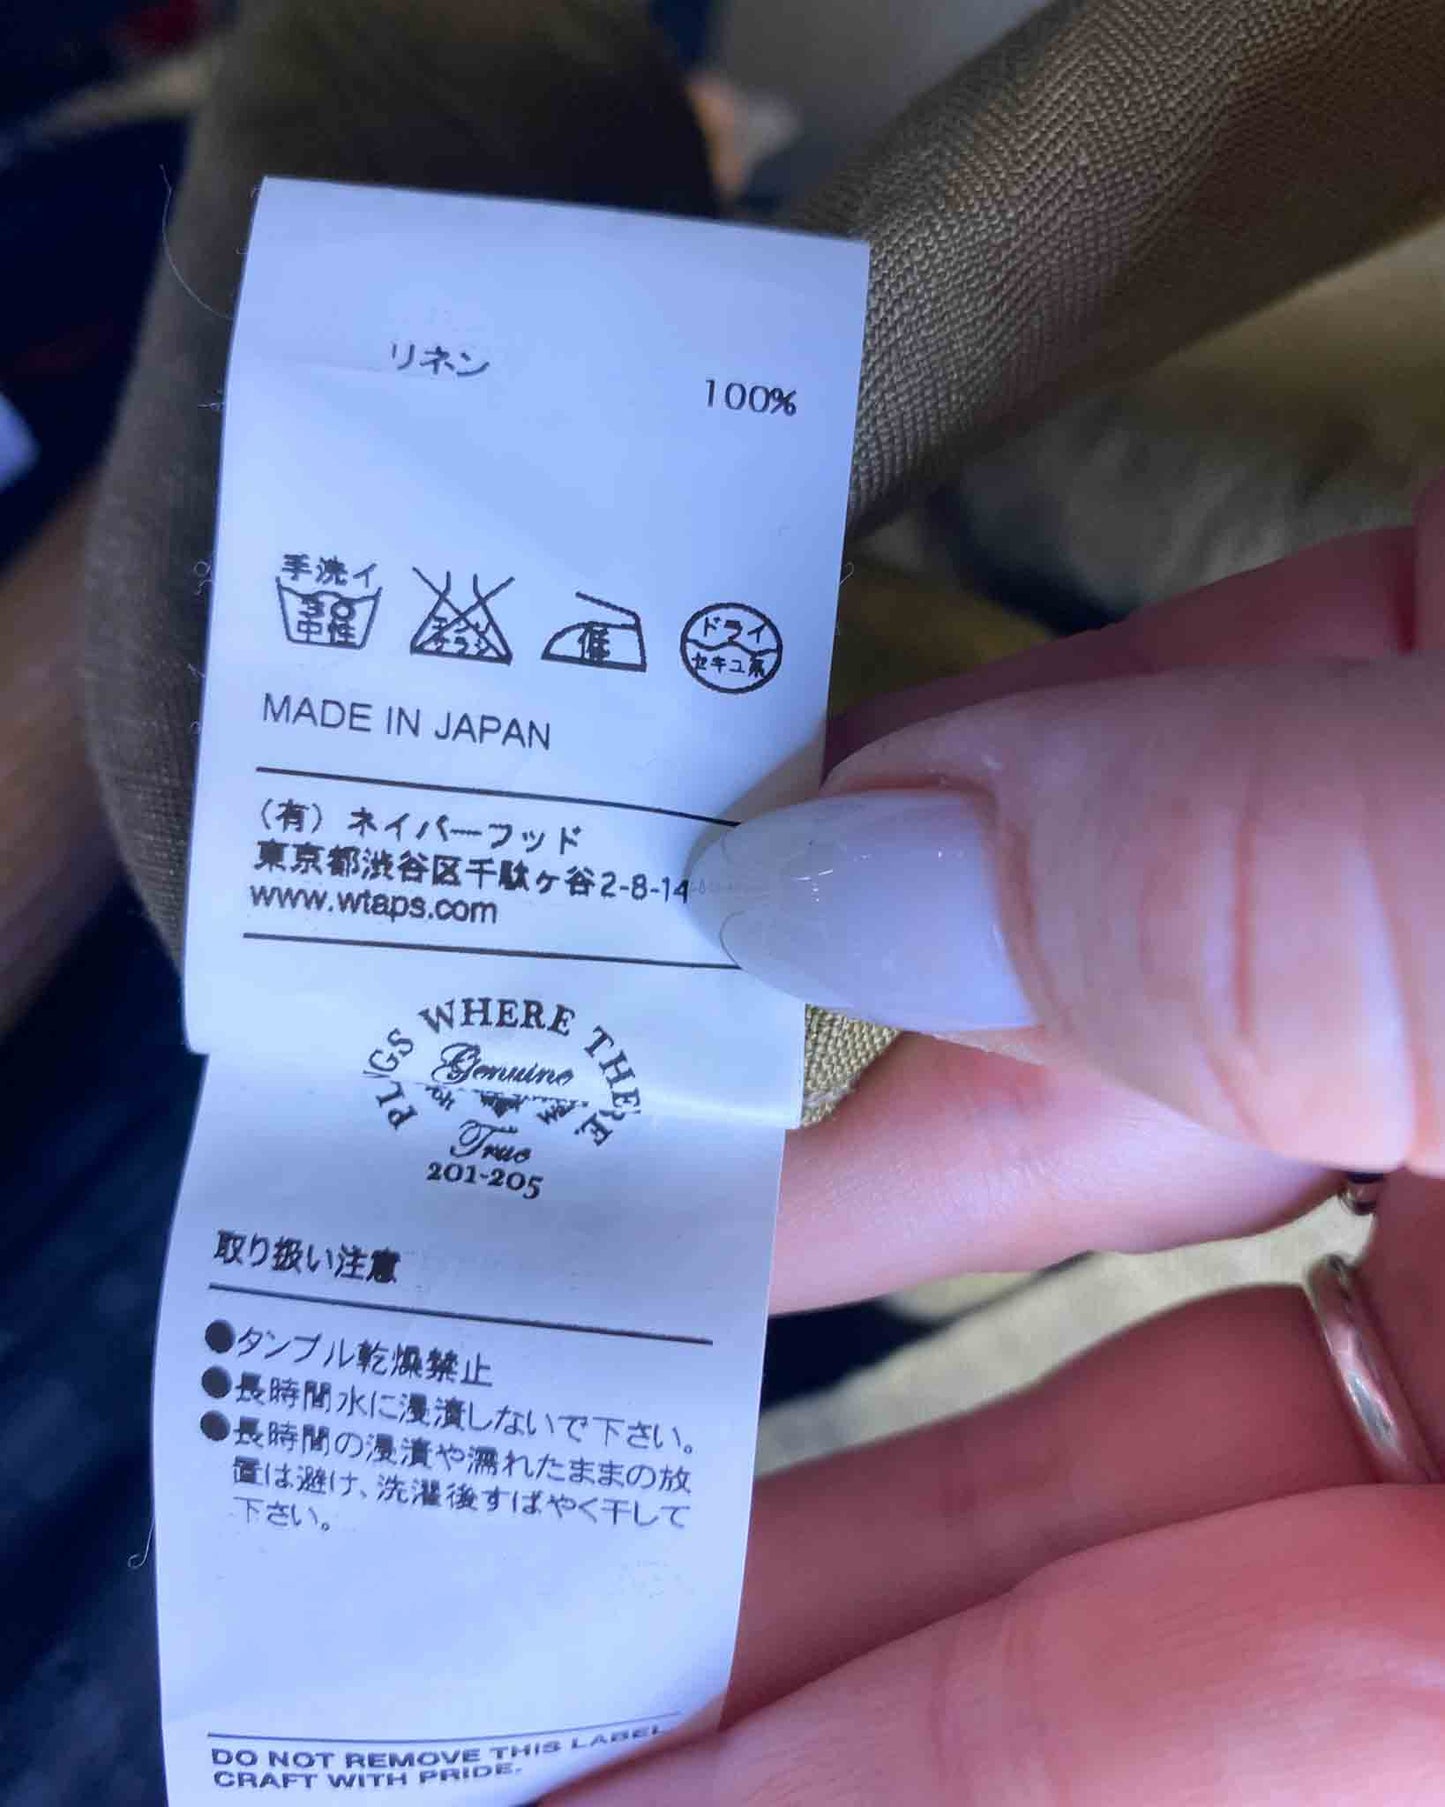 リネン 100%
手洗イ
30
中性
エンソ
サラシ
低
ドライ
セキユ系
MADE IN JAPAN
(有) ネイバーフッド
東京都渋谷区千駄ヶ谷2-8-14
www.wtaps.com
PLUGS WHERE THERE
Genuine
True
201-205
取り扱い注意
●タンブル乾燥禁止
●長時間水に浸漬しないで下さい。
●長時間の浸漬や濡れたままの放
置は避け、洗濯後すばやく干して
下さい。
DO NOT REMOVE THIS LABEL
CRAFT WITH PRIDE.